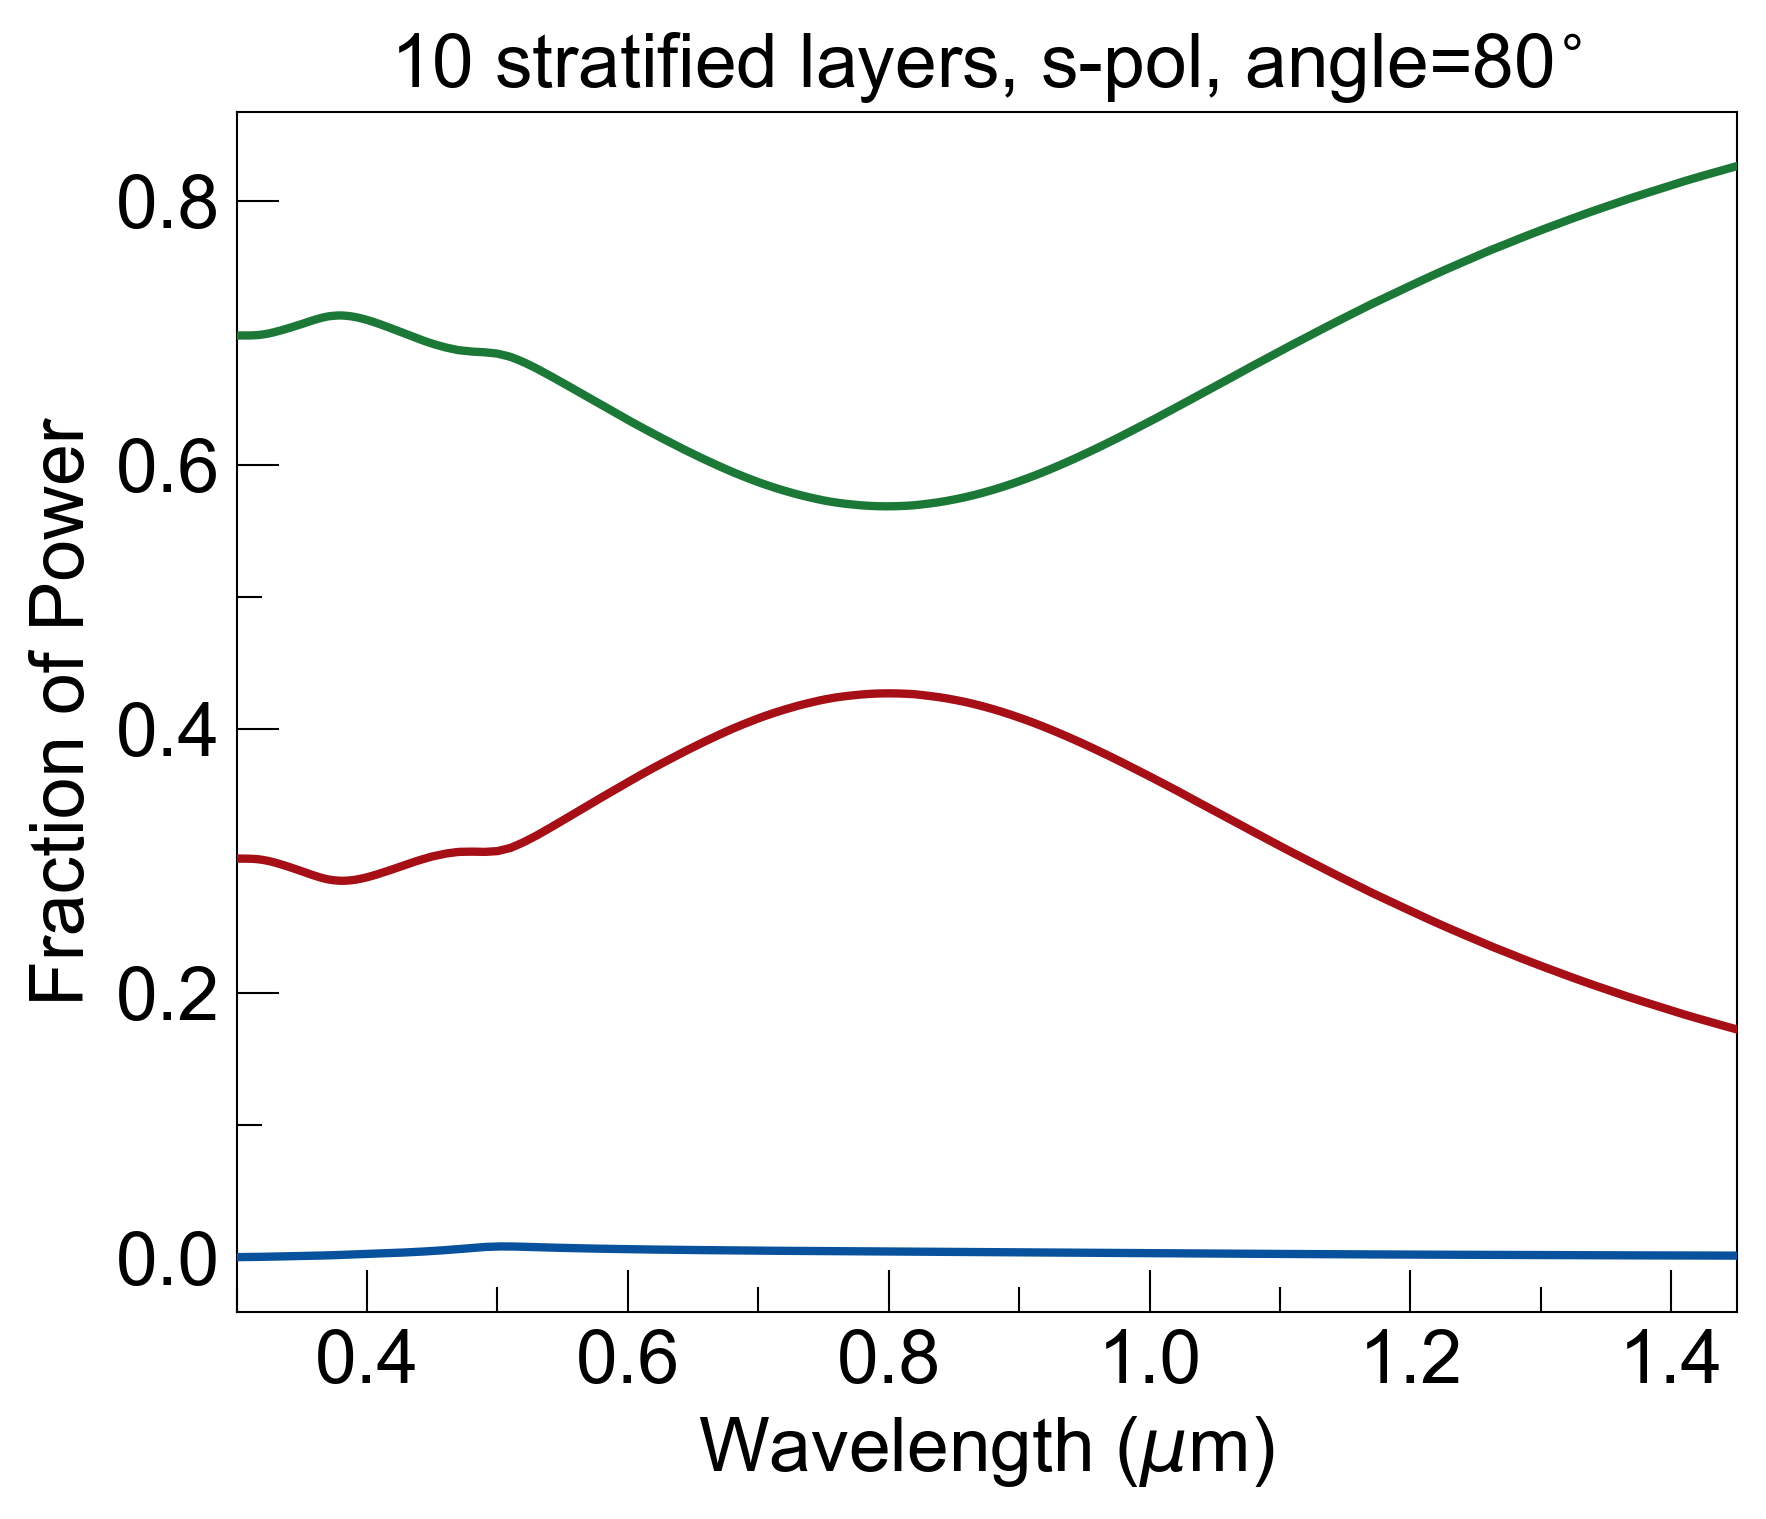 10 stratified layers, s-pol, angle=80°
Fraction of Power
0.8
0.6
0.4
0.2
0.0
0.4 0.6 0.8 1.0 1.2 1.4
Wavelength (μm)